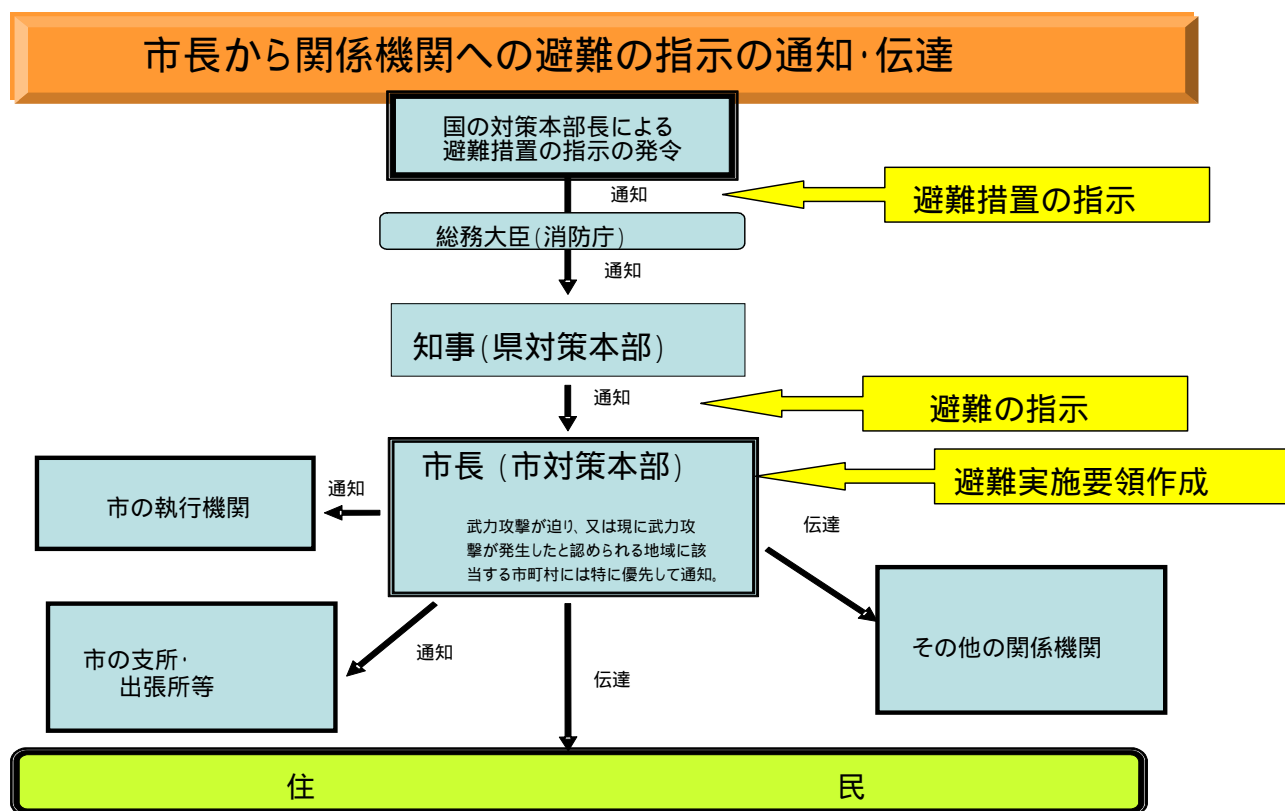 市長から関係機関への避難の指示の通知･伝達
国の対策本部長による
避難措置の指示の発令
通知
避難措置の指示
総務大臣(消防庁)
通知
知事(県対策本部)
通知
避難の指示
市長 (市対策本部)
武力攻撃が迫り、又は現に武力攻
撃が発生したと認められる地域に該
当する市町村には特に優先して通知。
避難実施要領作成
市の執行機関
通知
伝達
市の支所･
出張所等
通知
伝達
その他の関係機関
住 民